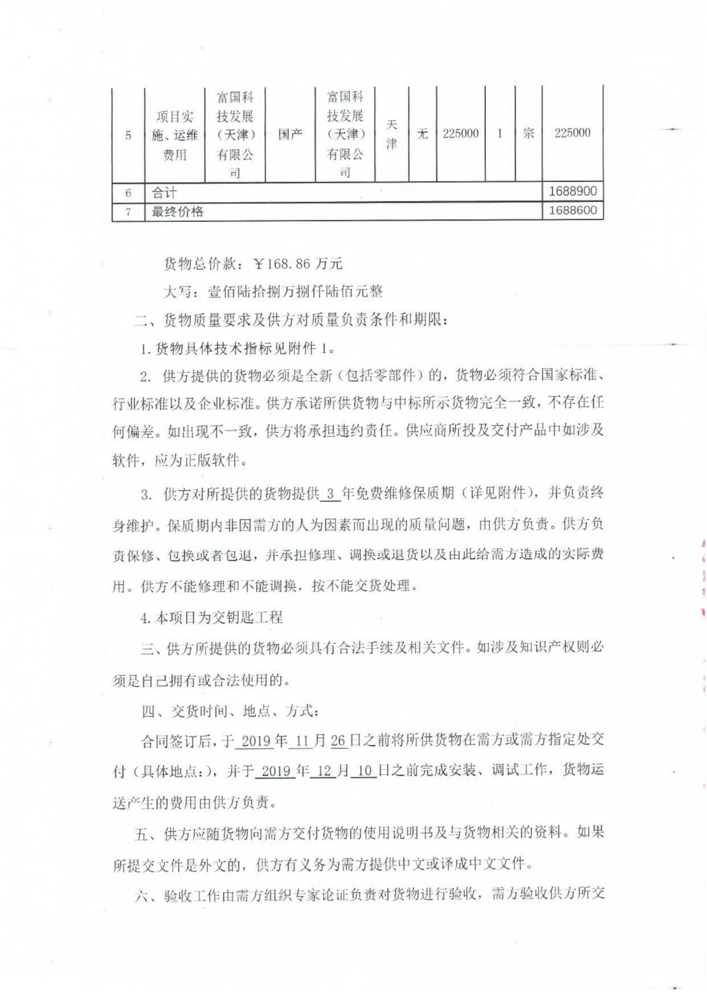 5 项目实施、运维费用 富国科技发展（天津）有限公司 国产 富国科技发展（天津）有限公司 天津 无 225000 1 宗 225000
6 合计 1688900
7 最终价格 1688600
货物总价款：￥168.86 万元
大写：壹佰陆拾捌万捌仟陆佰元整
二、货物质量要求及供方对质量负责条件和期限：
1.货物具体技术指标见附件 1。
2. 供方提供的货物必须是全新（包括零部件）的，货物必须符合国家标准、
行业标准以及企业标准。供方承诺所供货物与中标所示货物完全一致，不存在任
何偏差。如出现不一致，供方将承担违约责任。供应商所投及交付产品中如涉及
软件，应为正版软件。
3. 供方对所提供的货物提供 3 年免费维修保质期（详见附件），并负责终
身维护。保质期内非因需方的人为因素而出现的质量问题，由供方负责。供方负
责保修、包换或者包退，并承担修理、调换或退货以及由此给需方造成的实际费
用。供方不能修理和不能调换，按不能交货处理。
4.本项目为交钥匙工程
三、供方所提供的货物必须具有合法手续及相关文件。如涉及知识产权则必
须是自己拥有或合法使用的。
四、交货时间、地点、方式：
合同签订后，于 2019 年 11 月 26 日之前将所供货物在需方或需方指定处交
付（具体地点：），并于 2019 年 12 月 10 日之前完成安装、调试工作，货物运
送产生的费用由供方负责。
五、供方应随货物向需方交付货物的使用说明书及与货物相关的资料。如果
所提交文件是外文的，供方有义务为需方提供中文或译成中文文件。
六、验收工作由需方组织专家论证负责对货物进行验收，需方验收供方所交